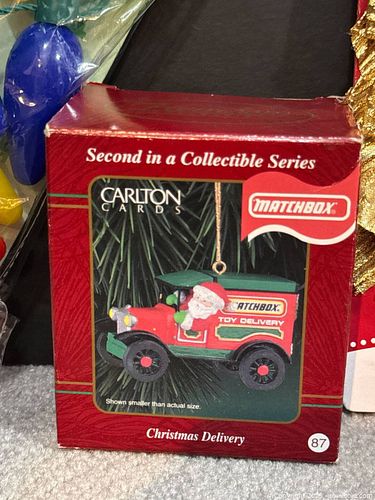 Second in a Collectible Series
CARLTON
CARDS
MATCHBOX®
MATCHBOX
TOY DELIVERY
Shown smaller than actual size.
Christmas Delivery
87